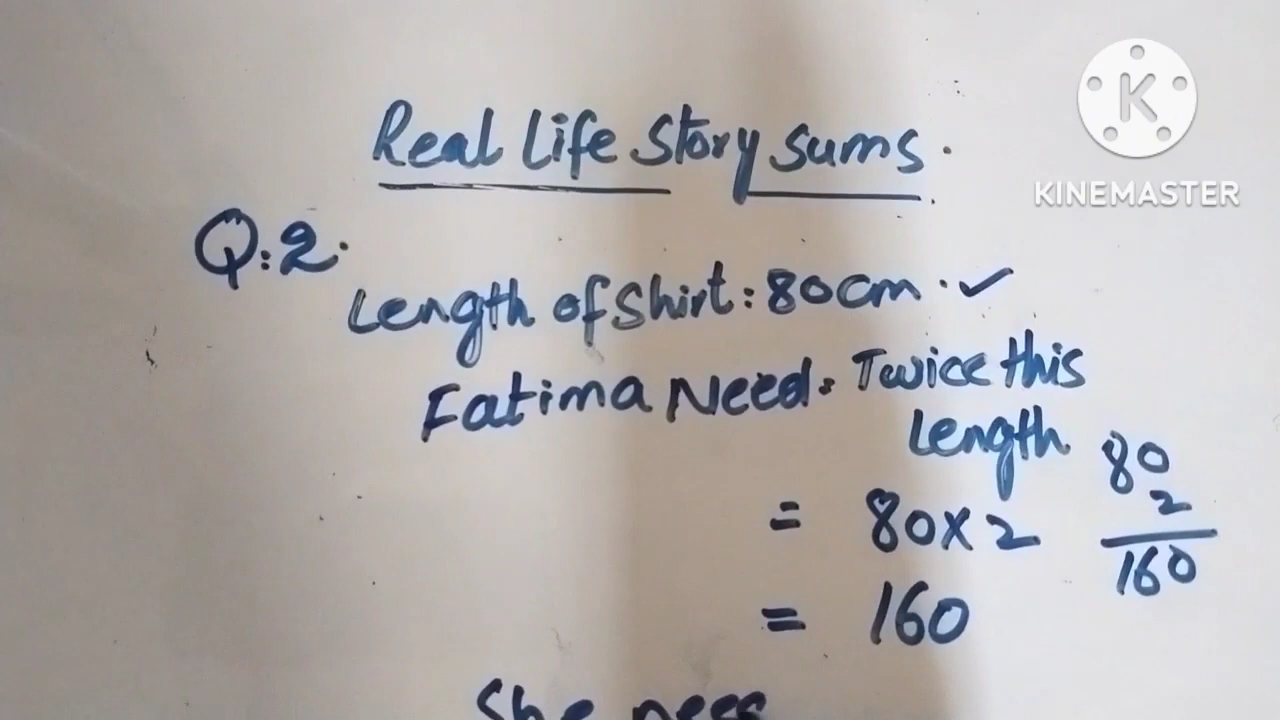 Real Life Story Sums.
K
KINEMASTER
Q:2.
Length of Shirt: 80cm. ✓
Fatima Need: Twice this
Length
80
2
160
= 80x2
= 160
She